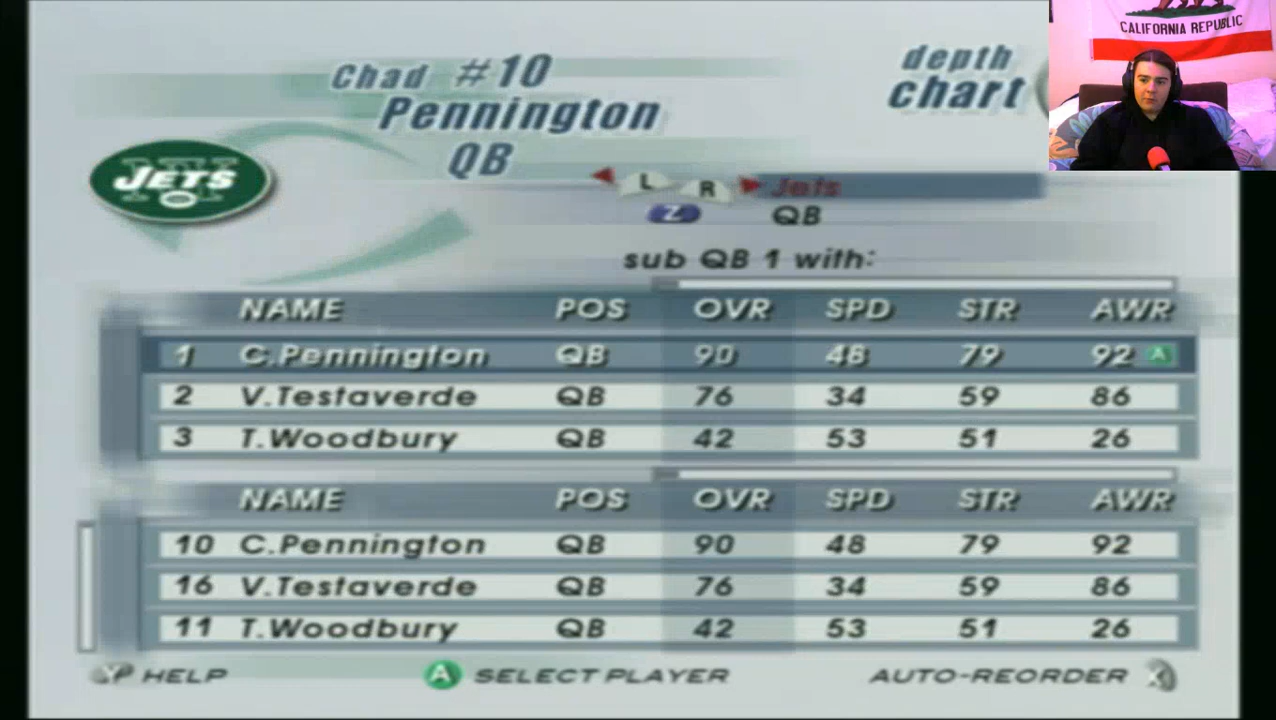 CALIFORNIA REPUBLIC
Chad #10
Pennington
QB
depth
chart
JETS
L R Jets
Z QB
sub QB 1 with:
NAME POS OVR SPD STR AWR
1 C.Pennington QB 90 48 79 92 A
2 V.Testaverde QB 76 34 59 86
3 T.Woodbury QB 42 53 51 26
NAME POS OVR SPD STR AWR
10 C.Pennington QB 90 48 79 92
16 V.Testaverde QB 76 34 59 86
11 T.Woodbury QB 42 53 51 26
Y HELP A SELECT PLAYER AUTO-REORDER X